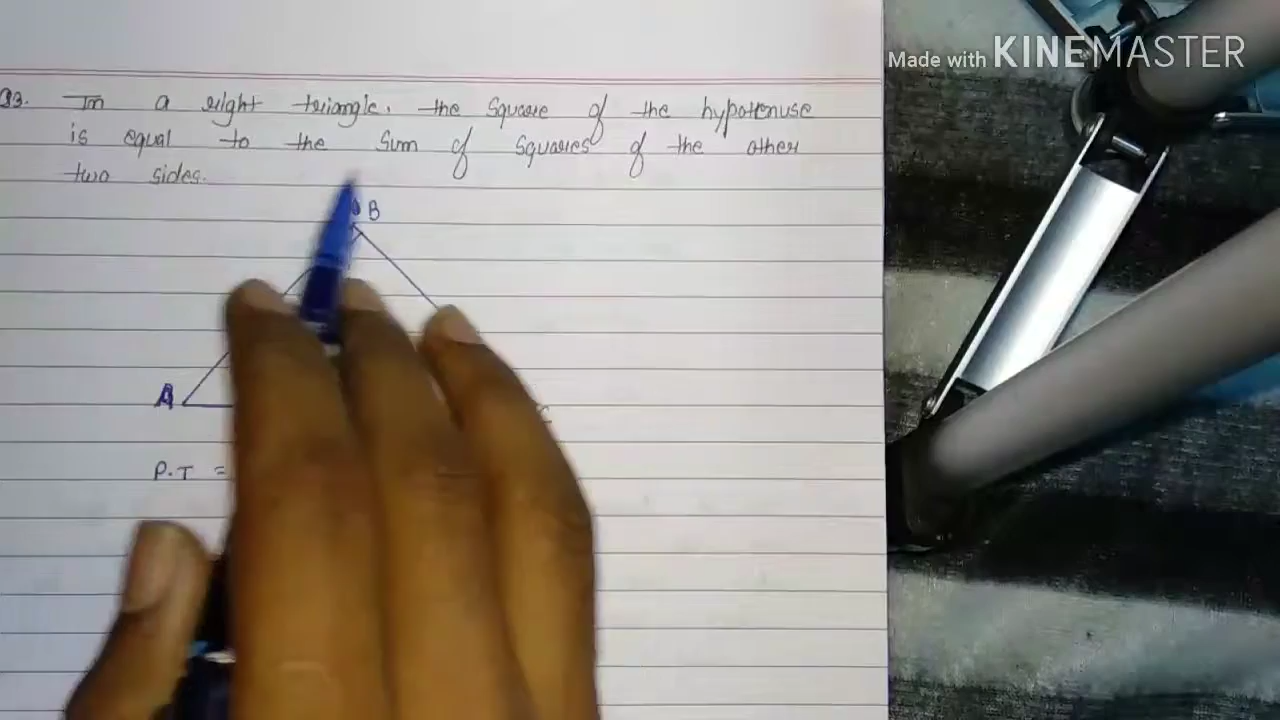 Made with KINEMASTER
Q3. In a right triangle. the square of the hypotenuse
is equal to the sum of squares of the other
two sides.
B
A
P.T =